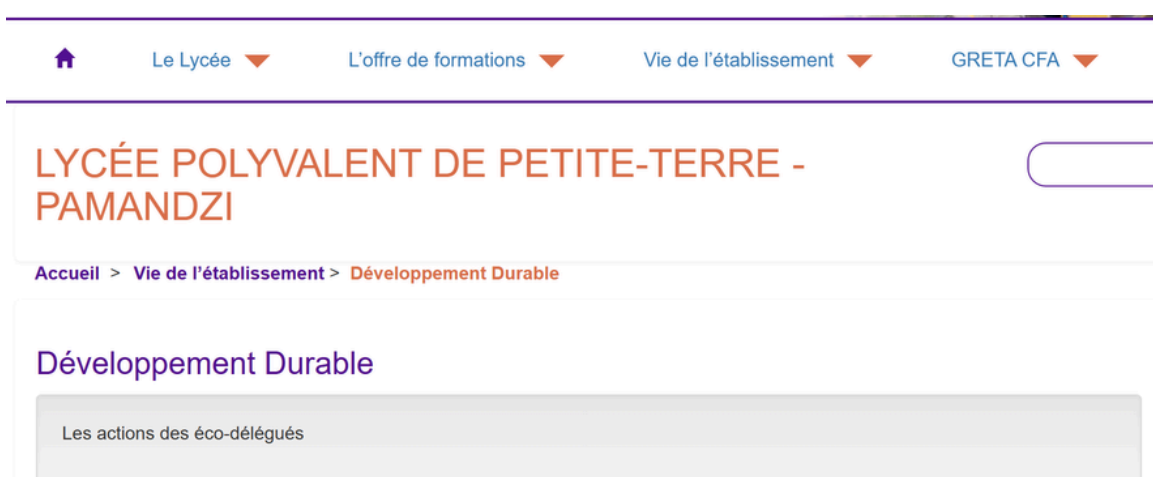 Le Lycée L'offre de formations Vie de l'établissement GRETA CFA
LYCÉE POLYVALENT DE PETITE-TERRE -
PAMANDZI
Accueil > Vie de l'établissement > Développement Durable
Développement Durable
Les actions des éco-délégués